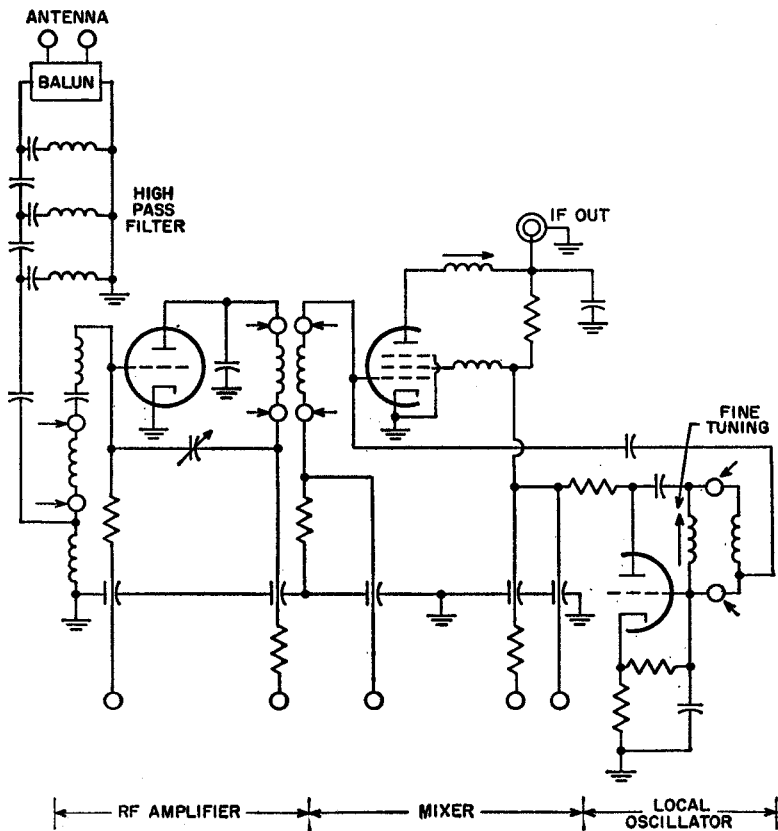 ANTENNA
BALUN
HIGH
PASS
FILTER
IF OUT
FINE
TUNING
RF AMPLIFIER
MIXER
LOCAL
OSCILLATOR